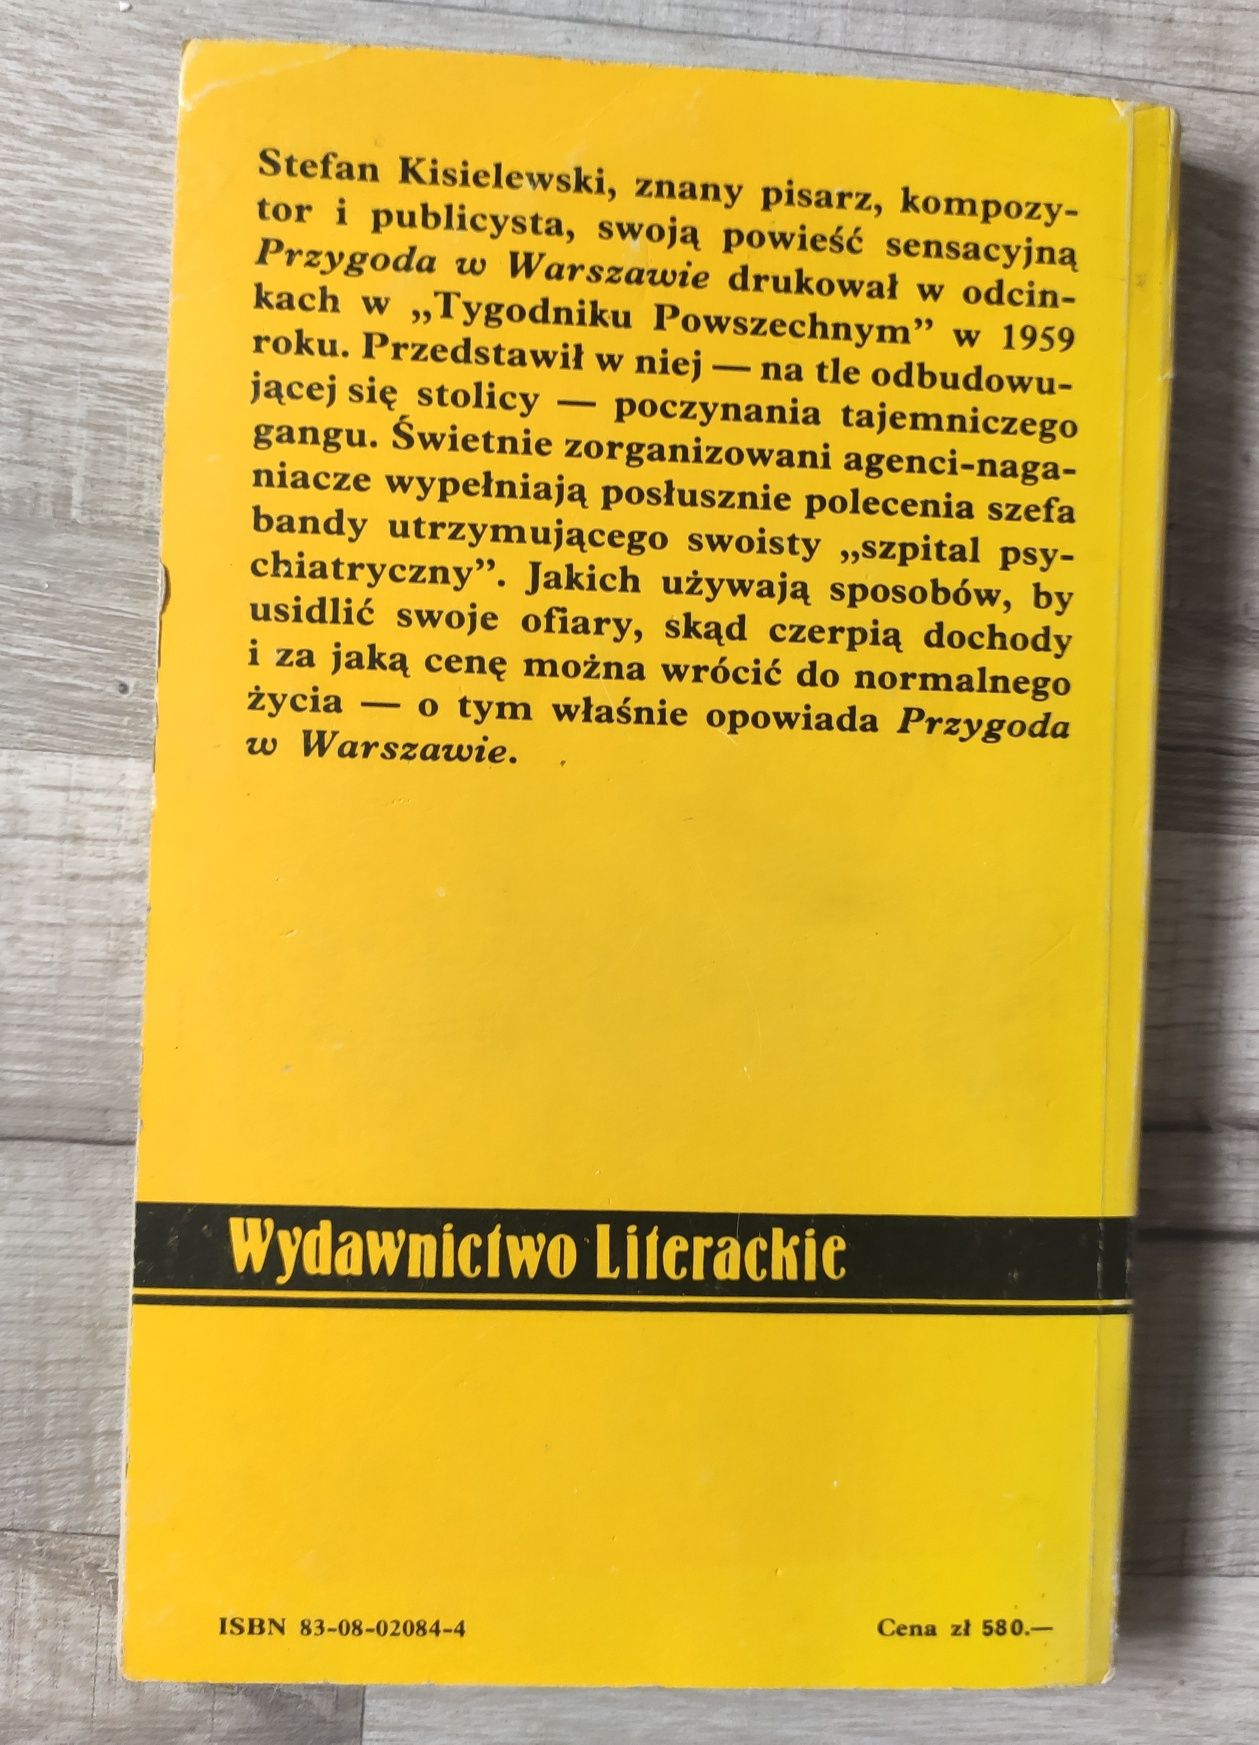 Stefan Kisielewski, znany pisarz, kompozy-
tor i publicysta, swoją powieść sensacyjną
Przygoda w Warszawie drukował w odcin-
kach w „Tygodniku Powszechnym” w 1959
roku. Przedstawił w niej — na tle odbudowu-
jącej się stolicy — poczynania tajemniczego
gangu. Świetnie zorganizowani agenci-naga-
niacze wypełniają posłusznie polecenia szefa
bandy utrzymującego swoisty „szpital psy-
chiatryczny”. Jakich używają sposobów, by
usidlić swoje ofiary, skąd czerpią dochody
i za jaką cenę można wrócić do normalnego
życia — o tym właśnie opowiada Przygoda
w Warszawie.
Wydawnictwo Literackie
ISBN 83-08-02084-4
Cena zł 580.—